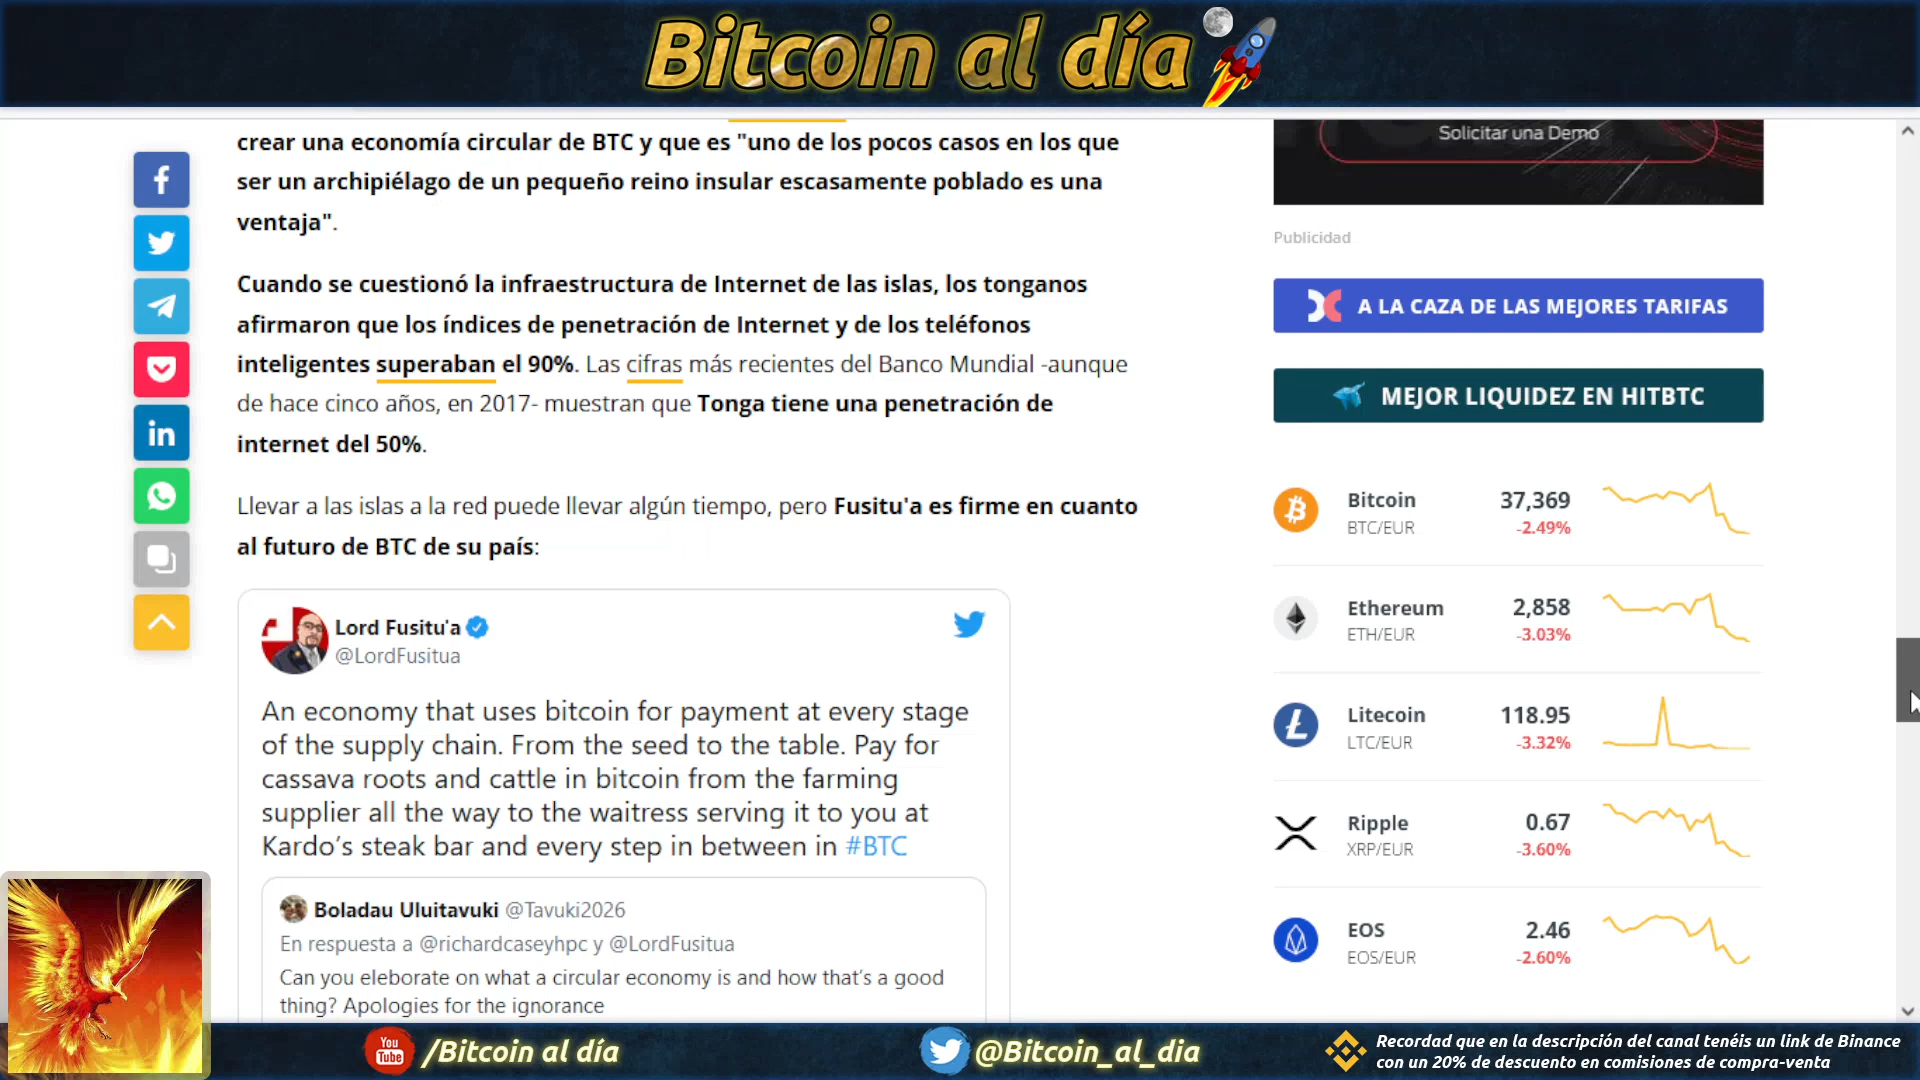 Bitcoin al día
crear una economía circular de BTC y que es "uno de los pocos casos en los que
ser un archipiélago de un pequeño reino insular escasamente poblado es una
ventaja".
Cuando se cuestionó la infraestructura de Internet de las islas, los tonganos
afirmaron que los índices de penetración de Internet y de los teléfonos
inteligentes superaban el 90%. Las cifras más recientes del Banco Mundial -aunque
de hace cinco años, en 2017- muestran que Tonga tiene una penetración de
internet del 50%.
Llevar a las islas a la red puede llevar algún tiempo, pero Fusitu'a es firme en cuanto
al futuro de BTC de su país:
Lord Fusitu'a
@LordFusitua
An economy that uses bitcoin for payment at every stage
of the supply chain. From the seed to the table. Pay for
cassava roots and cattle in bitcoin from the farming
supplier all the way to the waitress serving it to you at
Kardo's steak bar and every step in between in #BTC
Boladau Uluitavuki @Tavuki2026
En respuesta a @richardcaseyhpc y @LordFusitua
Can you eleborate on what a circular economy is and how that's a good
thing? Apologies for the ignorance
Solicitar una Demo
Publicidad
A LA CAZA DE LAS MEJORES TARIFAS
MEJOR LIQUIDEZ EN HITBTC
Bitcoin 37,369
BTC/EUR -2.49%
Ethereum 2,858
ETH/EUR -3.03%
Litecoin 118.95
LTC/EUR -3.32%
Ripple 0.67
XRP/EUR -3.60%
EOS 2.46
EOS/EUR -2.60%
You Tube /Bitcoin al día
@Bitcoin_al_dia
Recordad que en la descripción del canal tenéis un link de Binance
con un 20% de descuento en comisiones de compra-venta